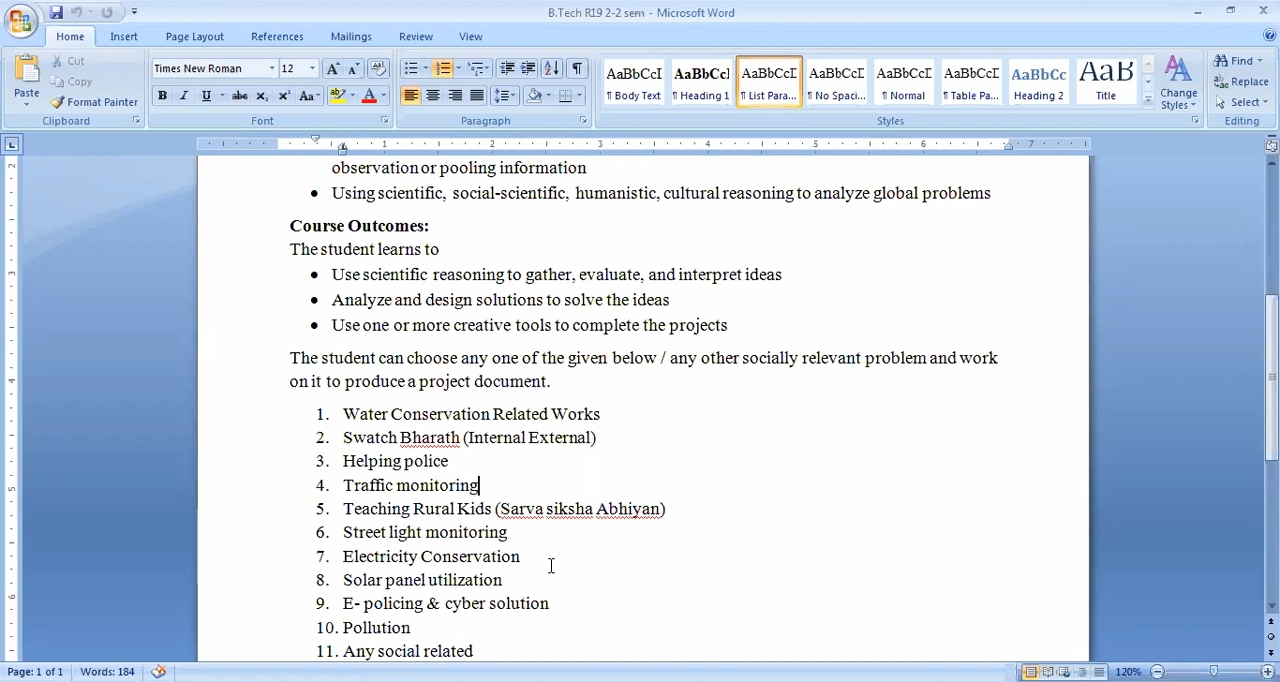 B.Tech R19 2-2 sem - Microsoft Word
Home Insert Page Layout References Mailings Review View
Paste
Cut
Copy
Format Painter
Clipboard
Times New Roman 12
Font
Paragraph
AaBbCcI AaBbCc AaBbCcI AaBbCcI AaBbCcI AaBbCcI AaBbCc AaB
¶ Body Text ¶ Heading 1 ¶ List Para... ¶ No Spaci... ¶ Normal ¶ Table Pa... Heading 2 Title
Styles
Change Styles
Find
Replace
Select
Editing
1 2 3 4 5 6 7
observation or pooling information
• Using scientific, social-scientific, humanistic, cultural reasoning to analyze global problems
Course Outcomes:
The student learns to
• Use scientific reasoning to gather, evaluate, and interpret ideas
• Analyze and design solutions to solve the ideas
• Use one or more creative tools to complete the projects
The student can choose any one of the given below / any other socially relevant problem and work
on it to produce a project document.
1. Water Conservation Related Works
2. Swatch Bharath (Internal External)
3. Helping police
4. Traffic monitoring
5. Teaching Rural Kids (Sarva siksha Abhiyan)
6. Street light monitoring
7. Electricity Conservation
8. Solar panel utilization
9. E- policing & cyber solution
10. Pollution
11. Any social related
Page: 1 of 1 Words: 184 120%